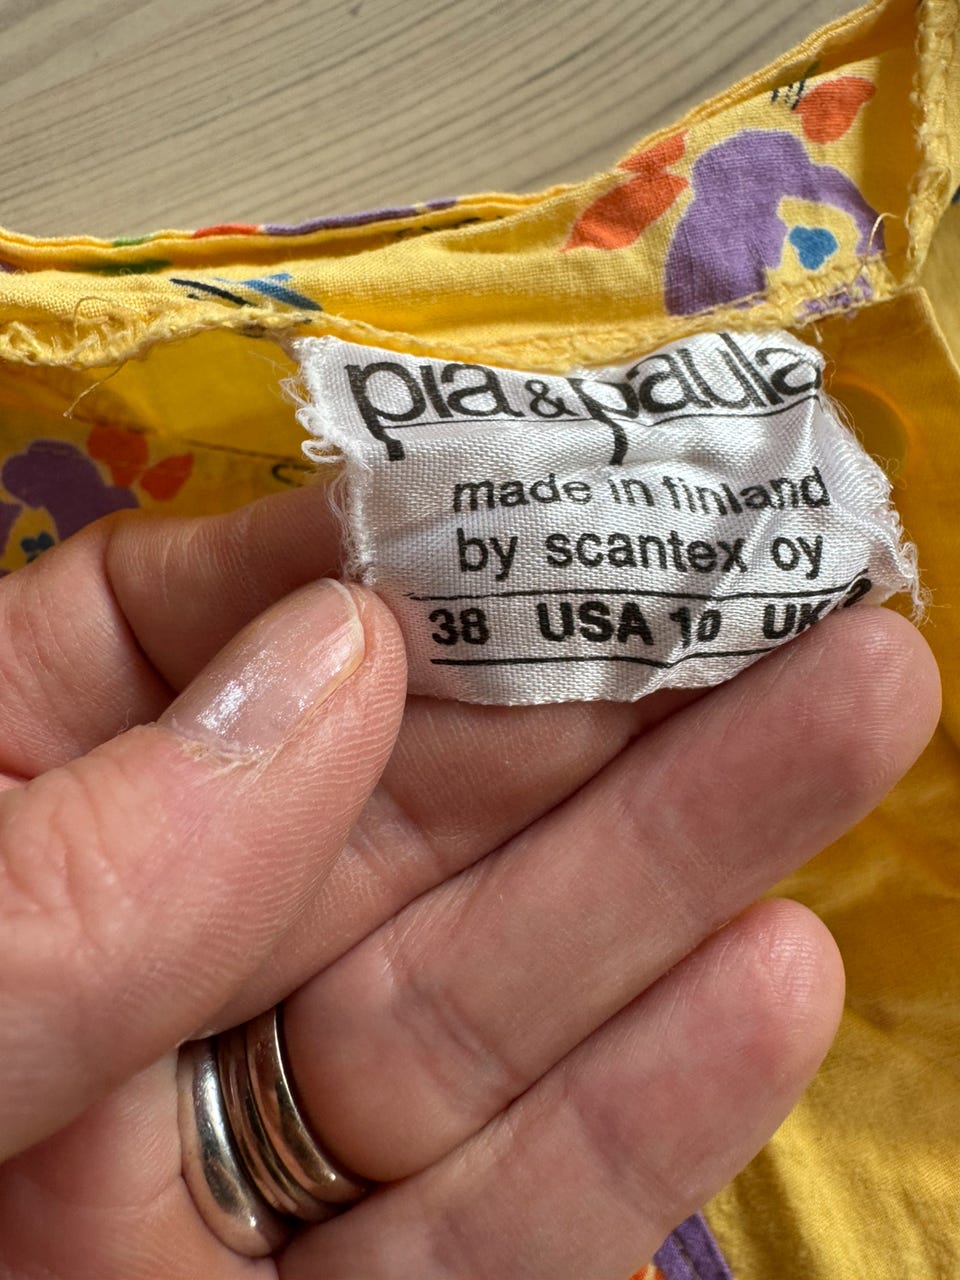 pia & paula
made in finland
by scantex oy
38 USA 10 UK